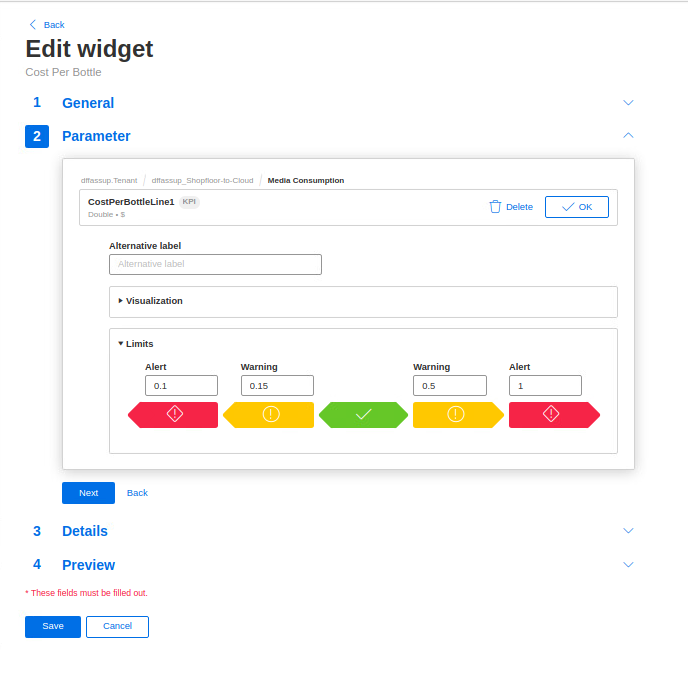 Back
Edit widget
Cost Per Bottle
1 General
2 Parameter
dffassup.Tenant / dffassup_Shopfloor-to-Cloud / Media Consumption
CostPerBottleLine1 KPI
Double • $
Delete OK
Alternative label
Alternative label
Visualization
Limits
Alert Warning Warning Alert
0.1 0.15 0.5 1
Next Back
3 Details
4 Preview
* These fields must be filled out.
Save Cancel